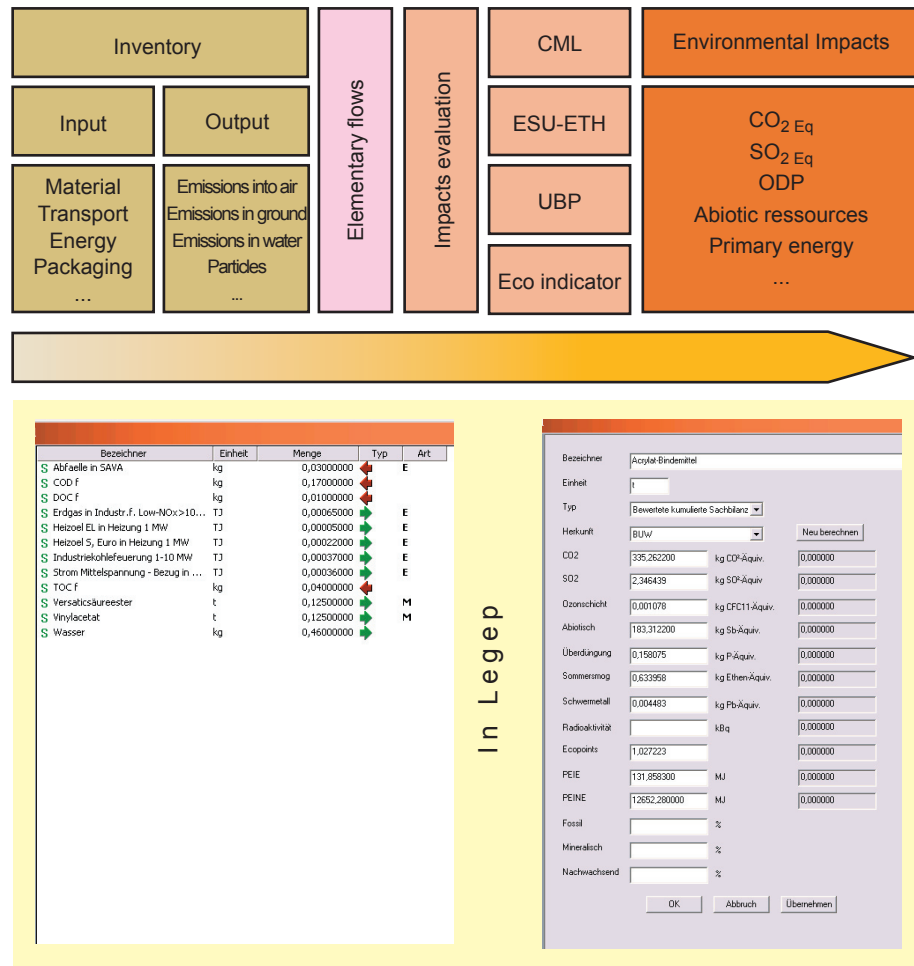 Inventory
Input
Output
Material
Transport
Energy
Packaging
...
Emissions into air
Emissions in ground
Emissions in water
Particles
...
Elementary flows
Impacts evaluation
CML
ESU-ETH
UBP
Eco indicator
Environmental Impacts
CO2 Eq
SO2 Eq
ODP
Abiotic ressources
Primary energy
...
Bezeichner Einheit Menge Typ Art
S Abfaelle in SAVA kg 0,03000000 E
S COD f kg 0,17000000
S DOC f kg 0,01000000
S Erdgas in Industr.f. Low-NOx>10... TJ 0,00065000 E
S Heizoel EL in Heizung 1 MW TJ 0,00005000 E
S Heizoel S, Euro in Heizung 1 MW TJ 0,00022000 E
S Industriekohlefeuerung 1-10 MW TJ 0,00037000 E
S Strom Mittelspannung - Bezug in ... TJ 0,00036000 E
S TOC f kg 0,04000000
S Versaticsäureester t 0,12500000 M
S Vinylacetat t 0,12500000 M
S Wasser kg 0,46000000
In Legep
Bezeichner Acrylat-Bindemittel
Einheit t
Typ Bewertete kumulierte Sachbilanz
Herkunft BUW Neu berechnen
CO2 335,262200 kg CO²-Äquiv. 0,000000
SO2 2,346439 kg SO²-Äquiv 0,000000
Ozonschicht 0,001078 kg CFC11-Äquiv. 0,000000
Abiotisch 183,312200 kg Sb-Äquiv. 0,000000
Überdüngung 0,158075 kg P-Äquiv. 0,000000
Sommersmog 0,633958 kg Ethen-Äquiv. 0,000000
Schwermetall 0,004483 kg Pb-Äquiv. 0,000000
Radioaktivität kBq 0,000000
Ecopoints 1,027223 0,000000
PEIE 131,858300 MJ 0,000000
PEINE 12652,280000 MJ 0,000000
Fossil %
Mineralisch %
Nachwachsend %
OK Abbruch Übernehmen